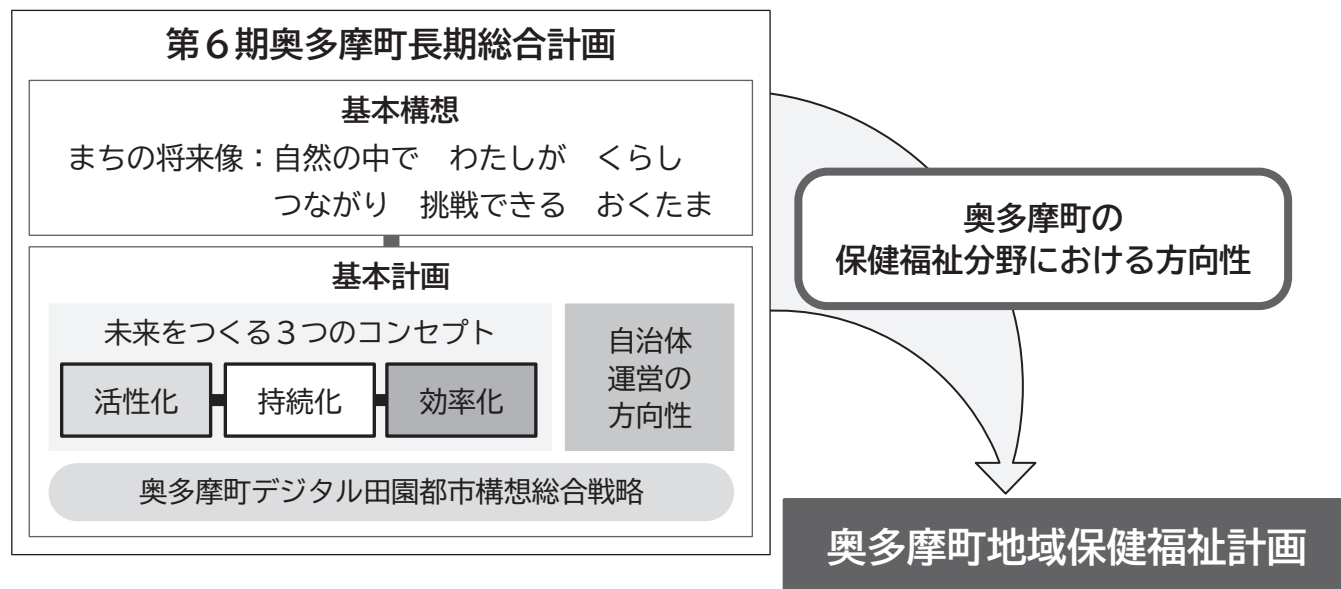 第６期奥多摩町長期総合計画
基本構想
まちの将来像：自然の中で　わたしが　くらし
つながり　挑戦できる　おくたま
基本計画
未来をつくる３つのコンセプト
活性化
持続化
効率化
自治体
運営の
方向性
奥多摩町デジタル田園都市構想総合戦略
奥多摩町の
保健福祉分野における方向性
奥多摩町地域保健福祉計画